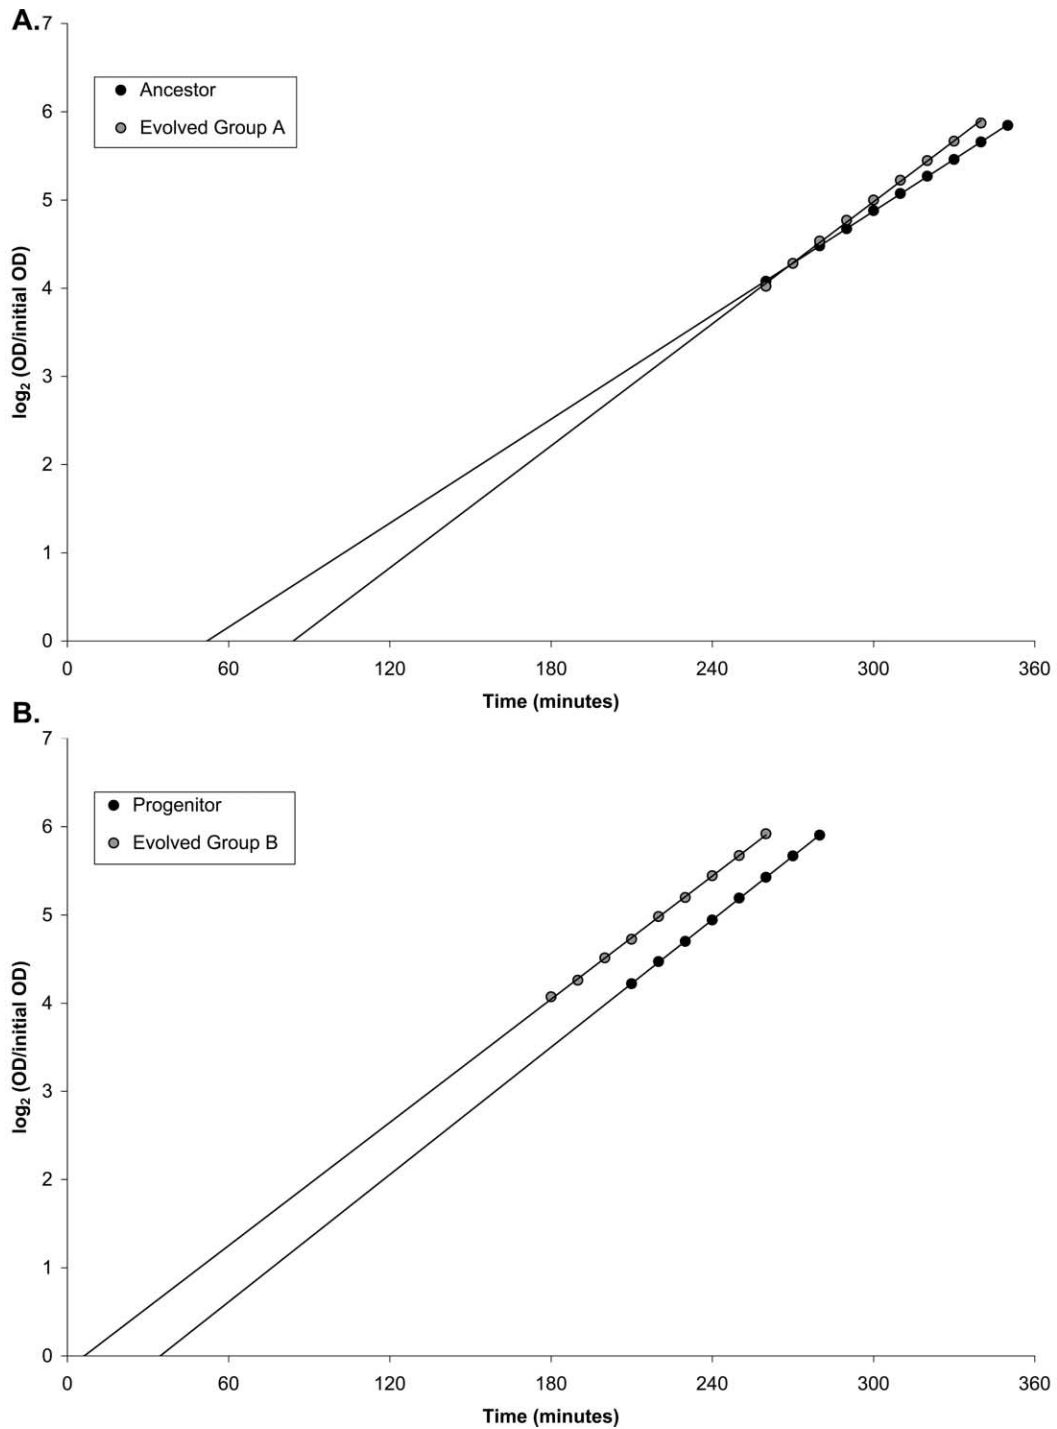 A.
7
6
5
4
3
2
1
0
log₂ (OD/initial OD)
Ancestor
Evolved Group A
0 60 120 180 240 300 360
Time (minutes)
B.
7
6
5
4
3
2
1
0
log₂ (OD/initial OD)
Progenitor
Evolved Group B
0 60 120 180 240 300 360
Time (minutes)